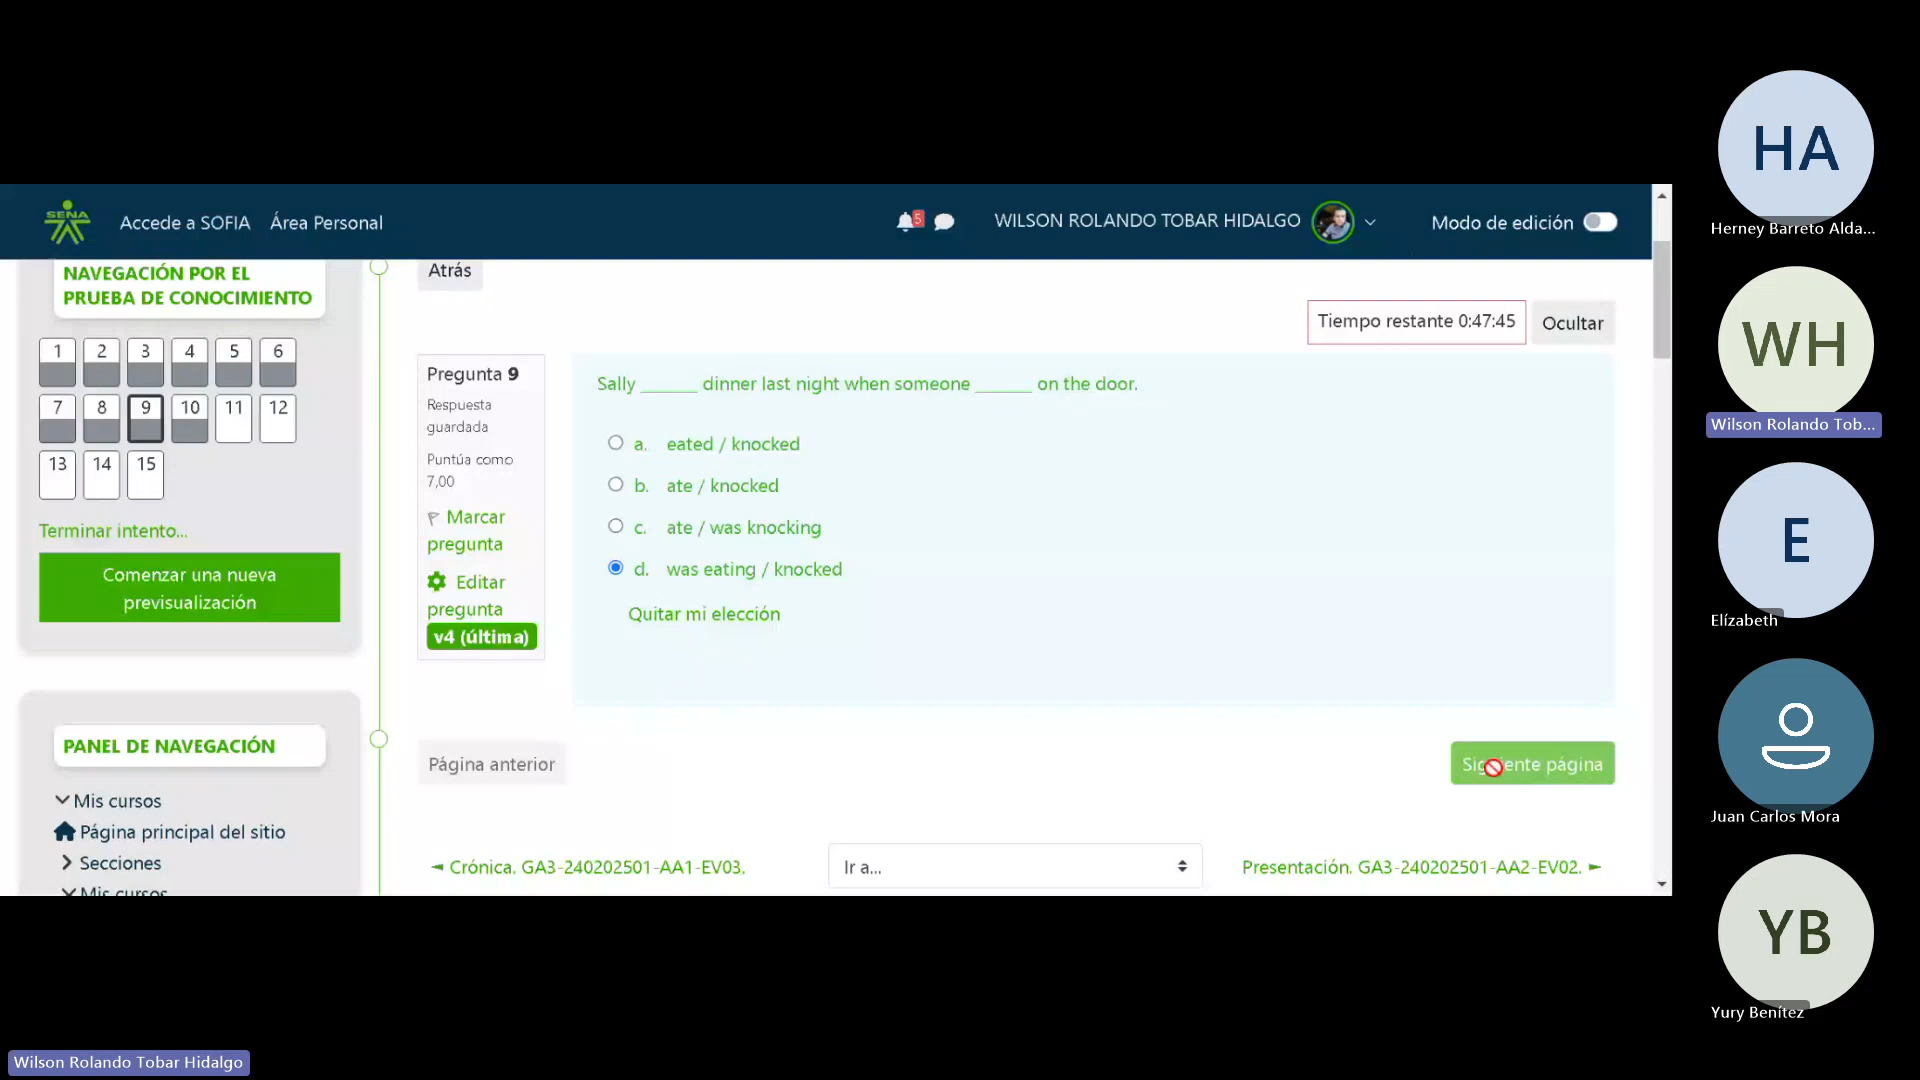 SENA
Accede a SOFIA
Área Personal
5
WILSON ROLANDO TOBAR HIDALGO
Modo de edición
NAVEGACIÓN POR EL
PRUEBA DE CONOCIMIENTO
1 2 3 4 5 6
7 8 9 10 11 12
13 14 15
Terminar intento...
Comenzar una nueva
previsualización
PANEL DE NAVEGACIÓN
Mis cursos
Página principal del sitio
Secciones
Mis cursos
Atrás
Tiempo restante 0:47:45
Ocultar
Pregunta 9
Respuesta
guardada
Puntúa como
7,00
Marcar
pregunta
Editar
pregunta
v4 (última)
Sally ______ dinner last night when someone ______ on the door.
a. eated / knocked
b. ate / knocked
c. ate / was knocking
d. was eating / knocked
Quitar mi elección
Página anterior
Siguiente página
◄ Crónica. GA3-240202501-AA1-EV03.
Ir a...
Presentación. GA3-240202501-AA2-EV02. ►
HA
Herney Barreto Alda...
WH
Wilson Rolando Tob...
E
Elízabeth
Juan Carlos Mora
YB
Yury Benítez
Wilson Rolando Tobar Hidalgo